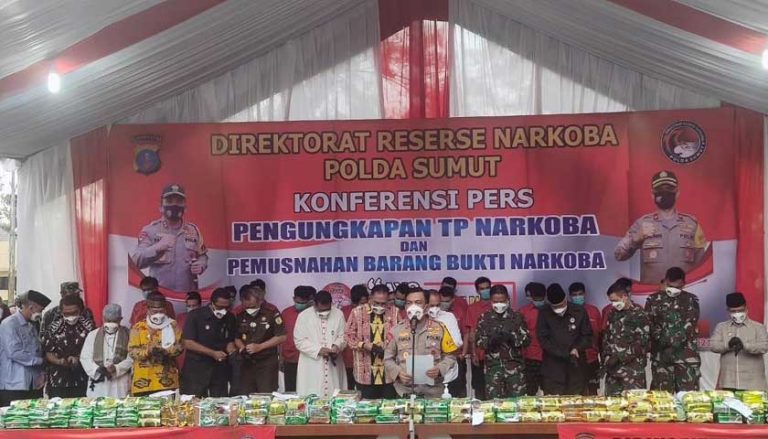 DIREKTORAT RESERSE NARKOBA
POLDA SUMUT
KONFERENSI PERS
PENGUNGKAPAN TP NARKOBA
DAN
PEMUSNAHAN BARANG BUKTI NARKOBA